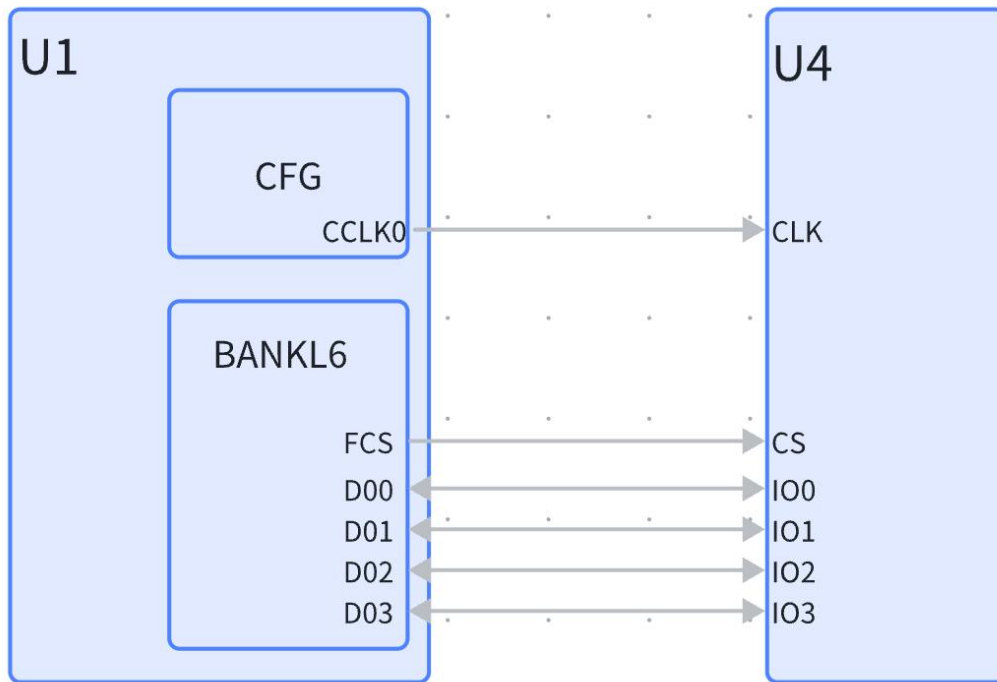 U1
U4
CFG
CCLK0
CLK
BANKL6
FCS
CS
D00
IO0
D01
IO1
D02
IO2
D03
IO3